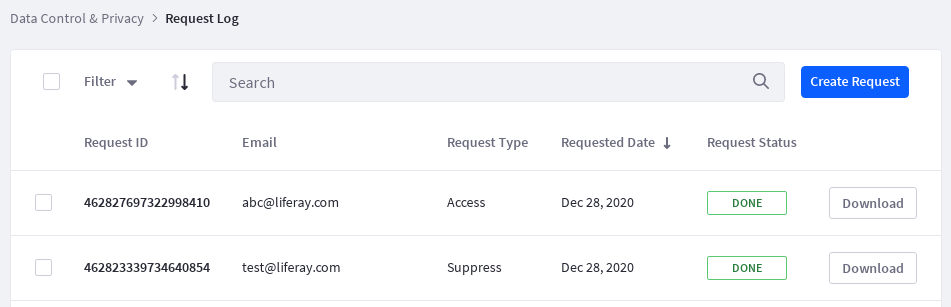 Data Control & Privacy > Request Log
Filter Search Create Request
Request ID Email Request Type Requested Date Request Status
462827697322998410 abc@liferay.com Access Dec 28, 2020 DONE Download
462823339734640854 test@liferay.com Suppress Dec 28, 2020 DONE Download